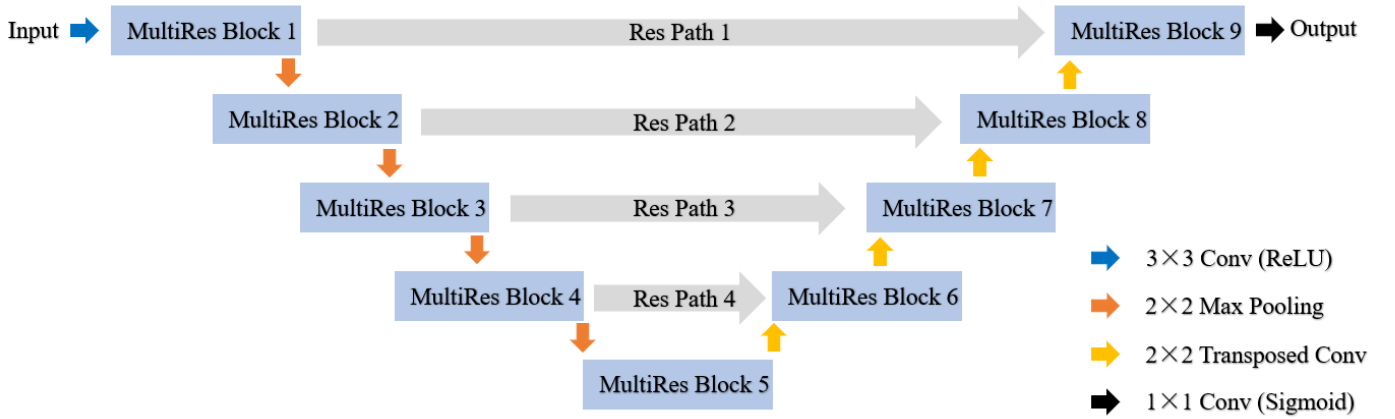 Input
MultiRes Block 1
Res Path 1
MultiRes Block 9
Output
MultiRes Block 2
Res Path 2
MultiRes Block 8
MultiRes Block 3
Res Path 3
MultiRes Block 7
MultiRes Block 4
Res Path 4
MultiRes Block 6
MultiRes Block 5
3×3 Conv (ReLU)
2×2 Max Pooling
2×2 Transposed Conv
1×1 Conv (Sigmoid)